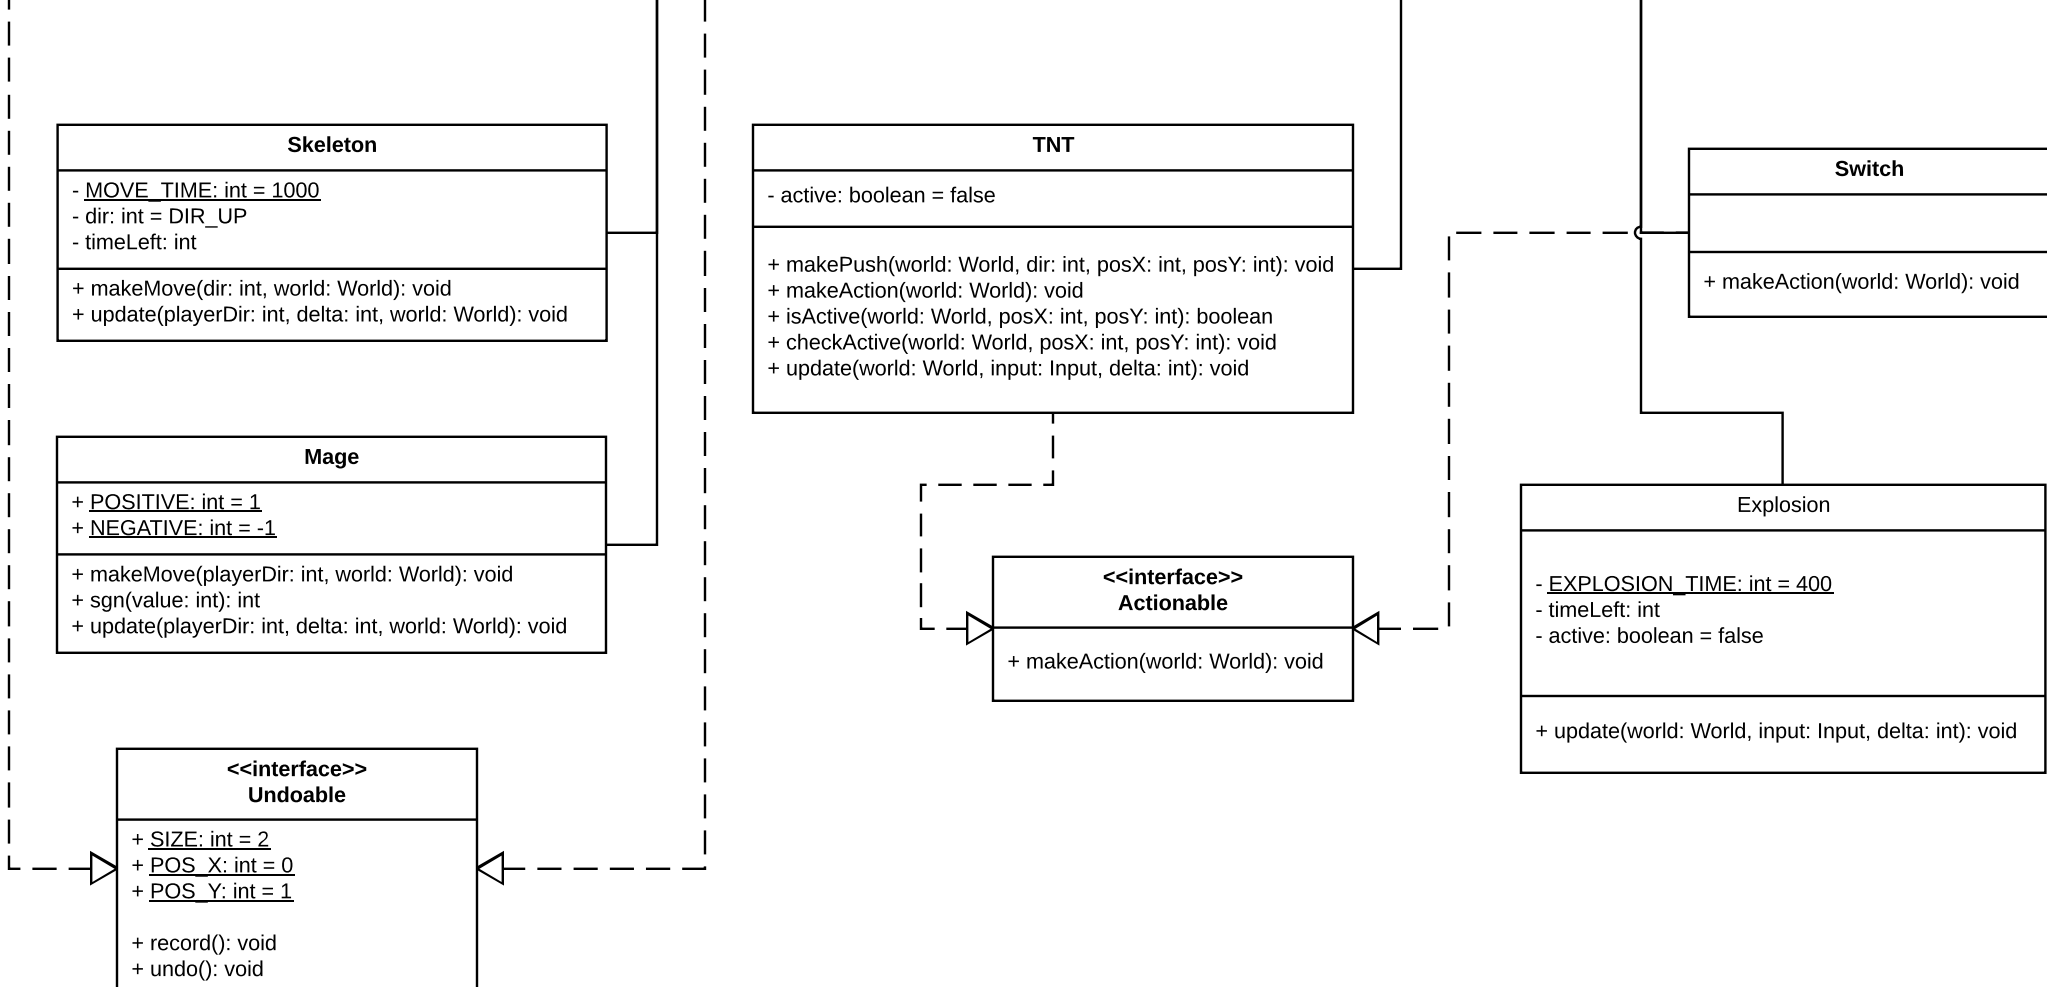 Skeleton
- MOVE_TIME: int = 1000
- dir: int = DIR_UP
- timeLeft: int
+ makeMove(dir: int, world: World): void
+ update(playerDir: int, delta: int, world: World): void
Mage
+ POSITIVE: int = 1
+ NEGATIVE: int = -1
+ makeMove(playerDir: int, world: World): void
+ sgn(value: int): int
+ update(playerDir: int, delta: int, world: World): void
<<interface>>
Undoable
+ SIZE: int = 2
+ POS_X: int = 0
+ POS_Y: int = 1
+ record(): void
+ undo(): void
TNT
- active: boolean = false
+ makePush(world: World, dir: int, posX: int, posY: int): void
+ makeAction(world: World): void
+ isActive(world: World, posX: int, posY: int): boolean
+ checkActive(world: World, posX: int, posY: int): void
+ update(world: World, input: Input, delta: int): void
<<interface>>
Actionable
+ makeAction(world: World): void
Switch
+ makeAction(world: World): void
Explosion
- EXPLOSION_TIME: int = 400
- timeLeft: int
- active: boolean = false
+ update(world: World, input: Input, delta: int): void